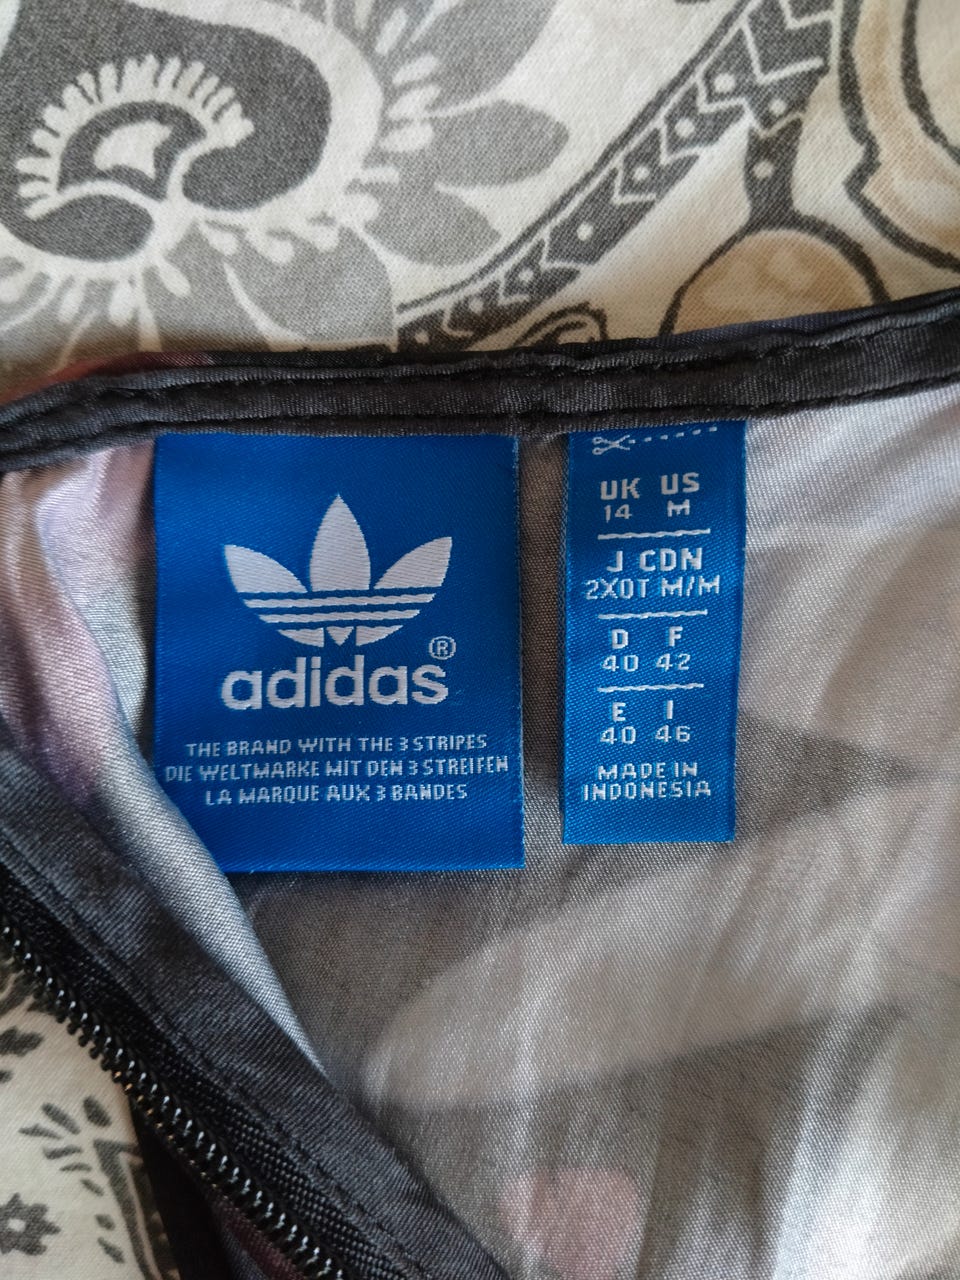 adidas®
THE BRAND WITH THE 3 STRIPES
DIE WELTMARKE MIT DEN 3 STREIFEN
LA MARQUE AUX 3 BANDES
UK US
14 M
J CDN
2XOT M/M
D F
40 42
E I
40 46
MADE IN
INDONESIA